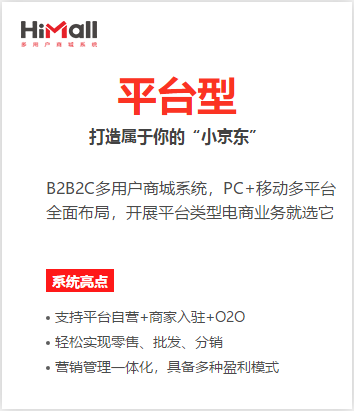 HiMall
多用户商城系统
平台型
打造属于你的“小京东”
B2B2C多用户商城系统，PC+移动多平台
全面布局，开展平台类型电商业务就选它
系统亮点
• 支持平台自营+商家入驻+O2O
• 轻松实现零售、批发、分销
• 营销管理一体化，具备多种盈利模式